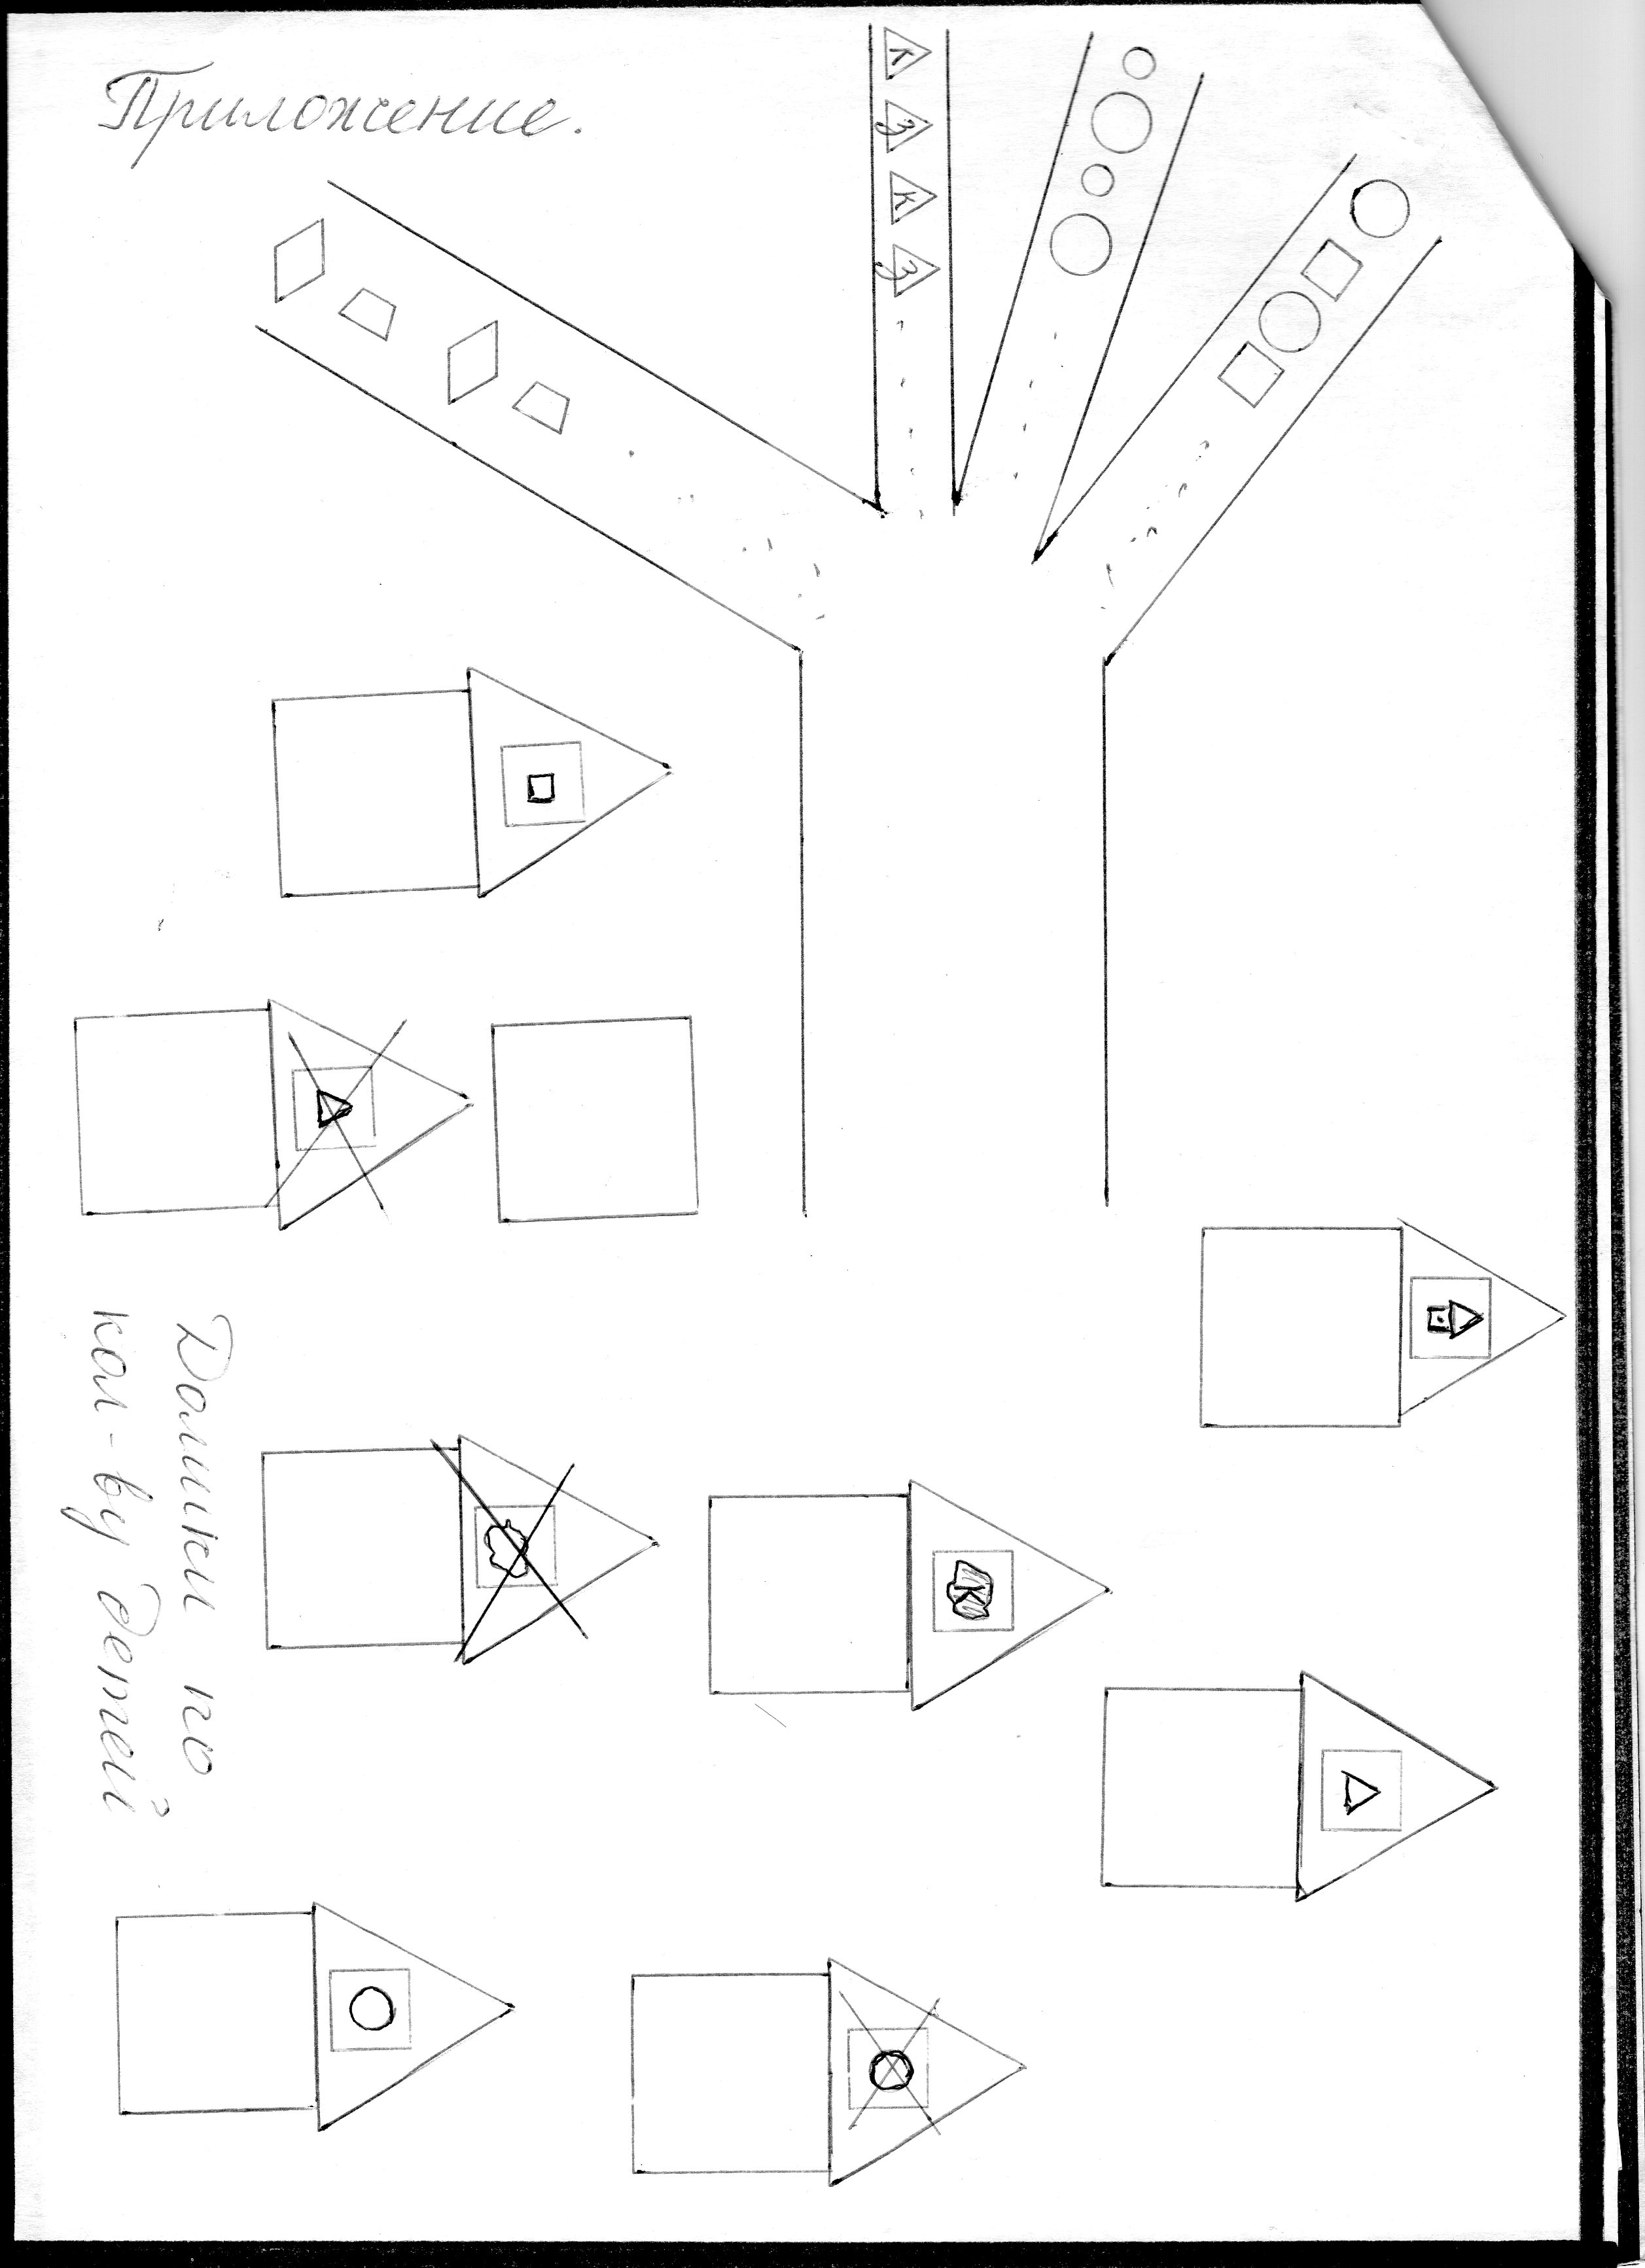 Приложение.
К
З
К
З
Домики по
кол-ву детей
К